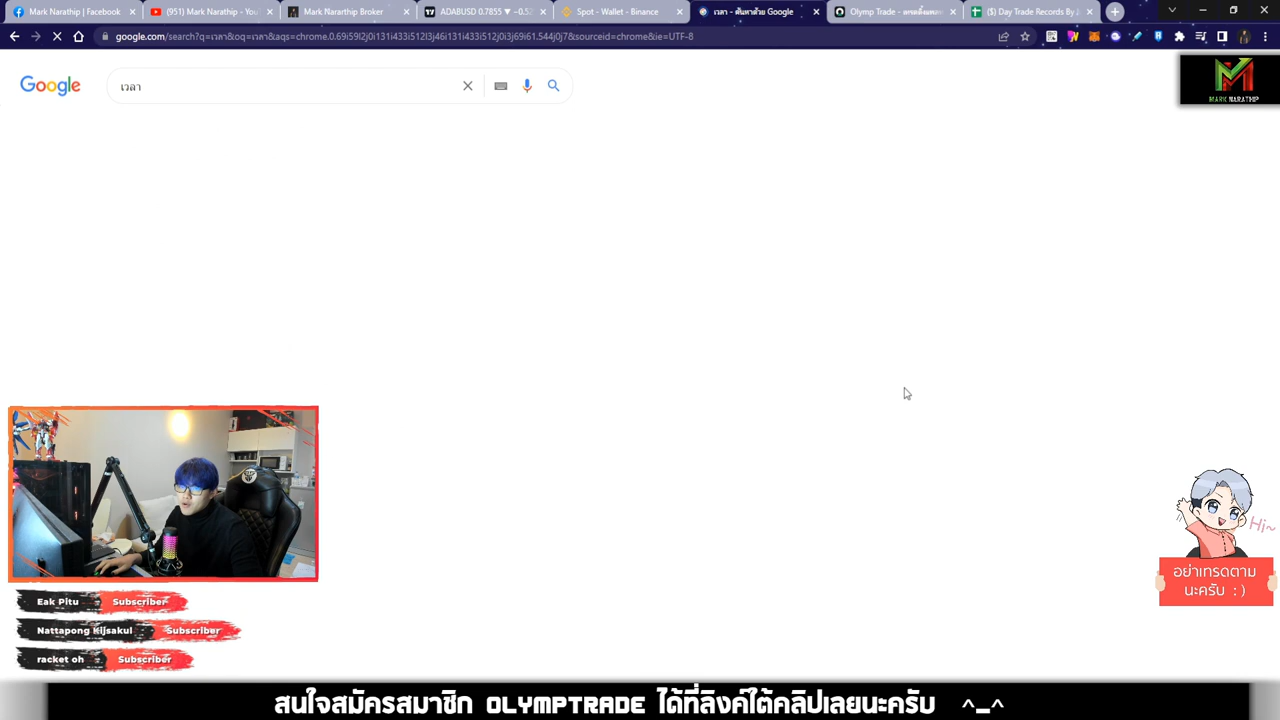 Mark Narathip | Facebook
(951) Mark Narathip - You
Mark Nararthip Broker
ADABUSD 0.7855 ▼ −0.5
Spot - Wallet - Binance
เวลา - ค้นหาด้วย Google
Olymp Trade - 
($) Day Trade Records By
google.com/search?q=เวลา&oq=เวลา&aqs=chrome.0.69i59l2j0i131i433i512l3j46i131i433i512j0i3j69i61.544j0j7&sourceid=chrome&ie=UTF-8
Google
เวลา
MARK NARATHIP
Hi~
อย่าเทรดตาม
นะครับ : )
Eak Pitu Subscriber
Nattapong Kijsakul Subscriber
racket oh Subscriber
สนใจสมัครสมาชิก OLYMPTRADE ได้ที่ลิงค์ใต้คลิปเลยนะครับ ^_^